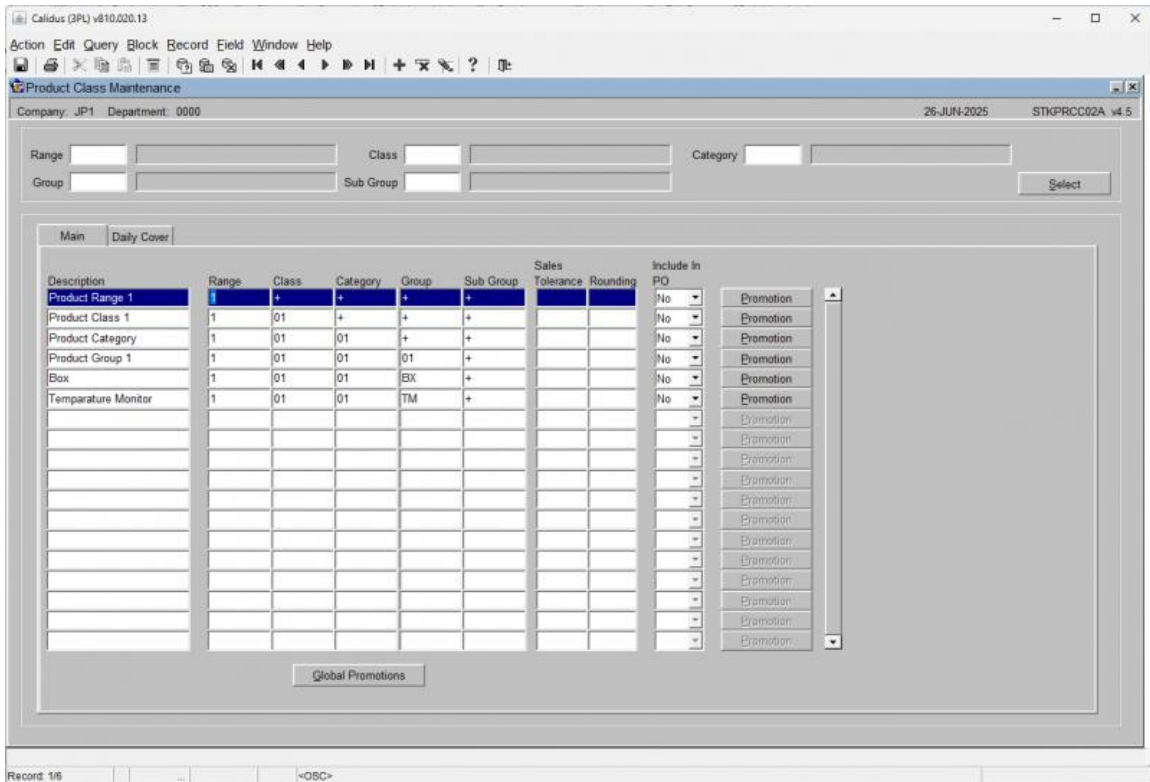 Calidus (3PL) v810.020.13
Action Edit Query Block Record Field Window Help
Product Class Maintenance
Company: JP1 Department: 0000 26-JUN-2025 STKPRCC02A v4.5
Range Class Category
Group Sub Group Select
Main Daily Cover
Sales Include In
Description Range Class Category Group Sub Group Tolerance Rounding PO
Product Range 1 1 + + + + No Promotion
Product Class 1 1 01 + + + No Promotion
Product Category 1 01 01 + + No Promotion
Product Group 1 1 01 01 01 + No Promotion
Box 1 01 01 BX + No Promotion
Temparature Monitor 1 01 01 TM + No Promotion
Promotion
Promotion
Promotion
Promotion
Promotion
Promotion
Promotion
Promotion
Promotion
Promotion
Promotion
Promotion
Global Promotions
Record: 1/6 ... <OSC>